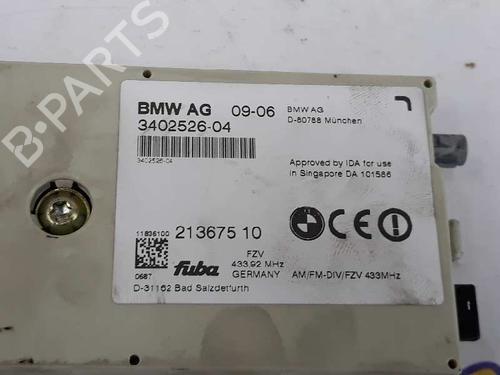 BMW AG 09-06
BMW AG
D-80788 München
3402526-04
3402526-04
Approved by IDA for use
in Singapore DA 101586
11836100 213675 10
FZV
433.92 MHz
0687 fuba GERMANY AM/FM-DIV/FZV 433MHz
D-31162 Bad Salzdetfurth